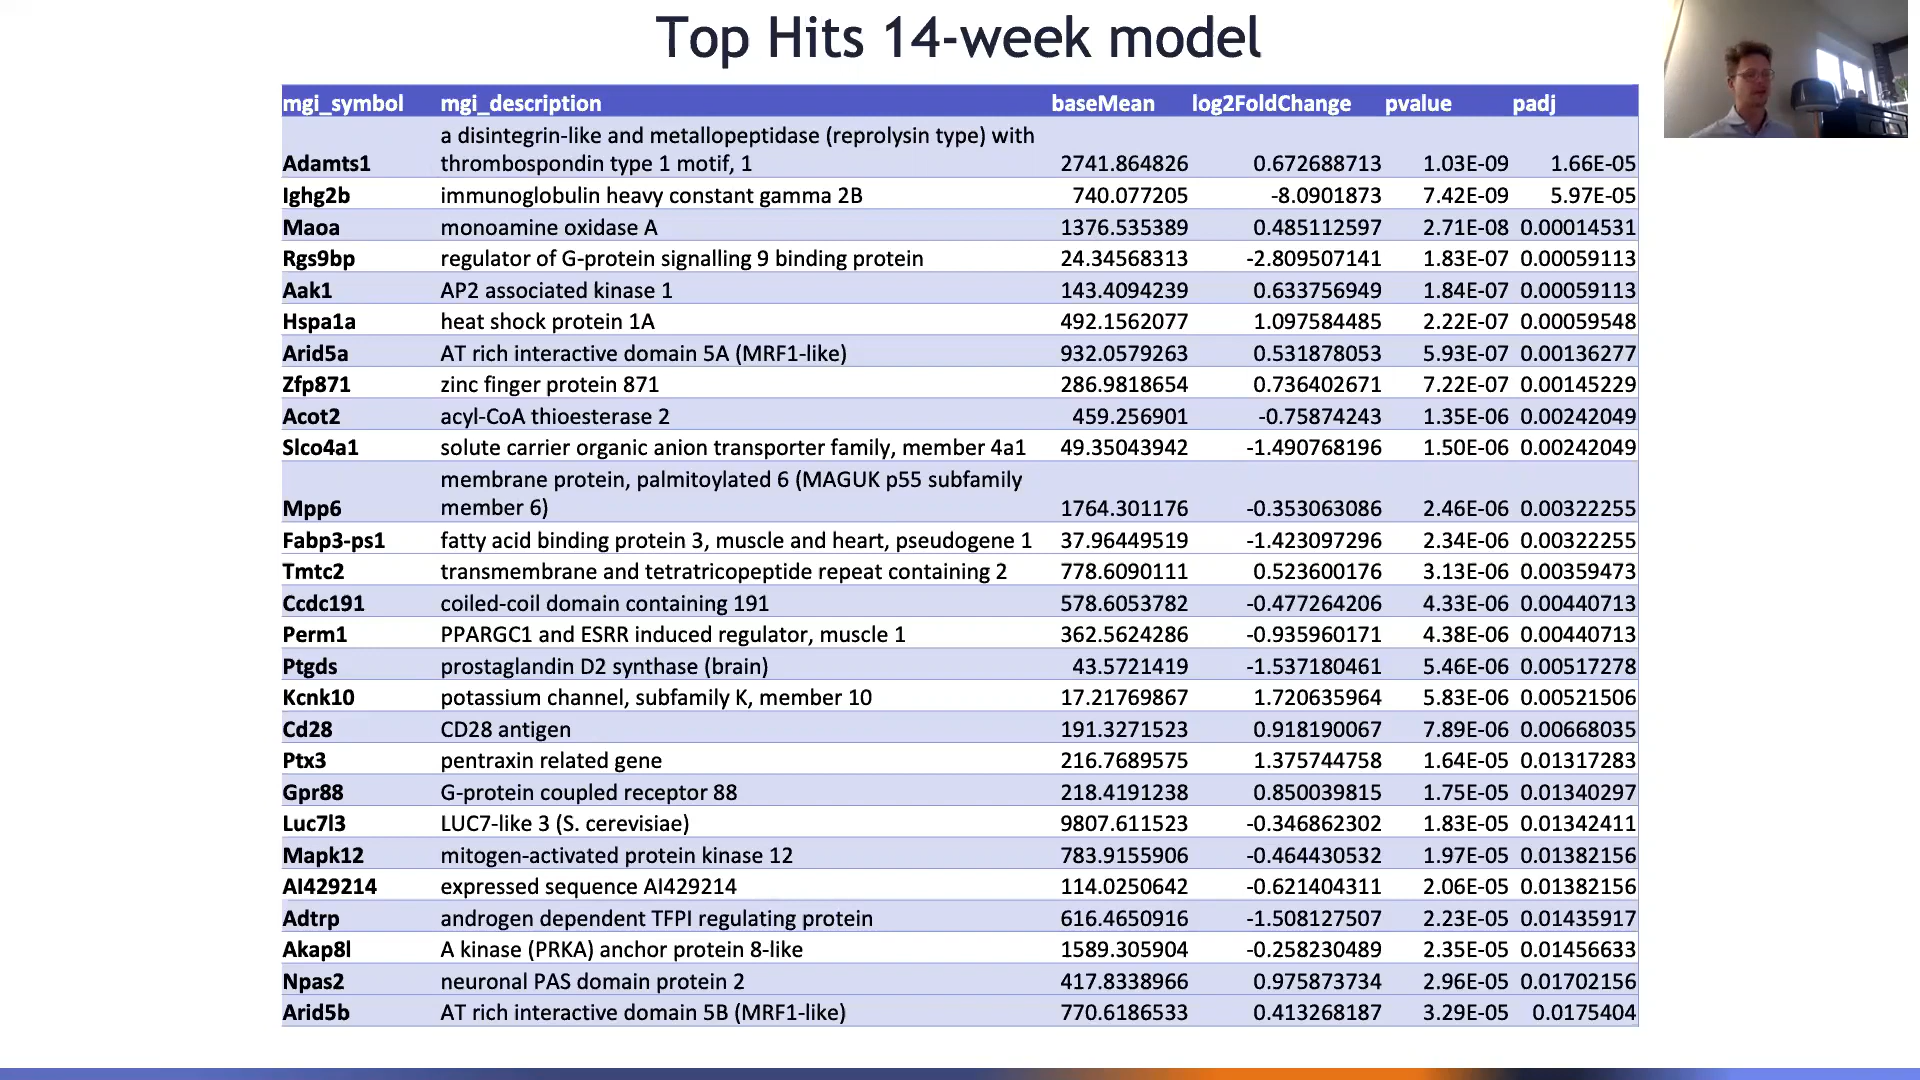 Top Hits 14-week model
mgi_symbol mgi_description baseMean log2FoldChange pvalue padj
a disintegrin-like and metallopeptidase (reprolysin type) with
Adamts1 thrombospondin type 1 motif, 1 2741.864826 0.672688713 1.03E-09 1.66E-05
Ighg2b immunoglobulin heavy constant gamma 2B 740.077205 -8.0901873 7.42E-09 5.97E-05
Maoa monoamine oxidase A 1376.535389 0.485112597 2.71E-08 0.00014531
Rgs9bp regulator of G-protein signalling 9 binding protein 24.34568313 -2.809507141 1.83E-07 0.00059113
Aak1 AP2 associated kinase 1 143.4094239 0.633756949 1.84E-07 0.00059113
Hspa1a heat shock protein 1A 492.1562077 1.097584485 2.22E-07 0.00059548
Arid5a AT rich interactive domain 5A (MRF1-like) 932.0579263 0.531878053 5.93E-07 0.00136277
Zfp871 zinc finger protein 871 286.9818654 0.736402671 7.22E-07 0.00145229
Acot2 acyl-CoA thioesterase 2 459.256901 -0.75874243 1.35E-06 0.00242049
Slco4a1 solute carrier organic anion transporter family, member 4a1 49.35043942 -1.490768196 1.50E-06 0.00242049
membrane protein, palmitoylated 6 (MAGUK p55 subfamily
Mpp6 member 6) 1764.301176 -0.353063086 2.46E-06 0.00322255
Fabp3-ps1 fatty acid binding protein 3, muscle and heart, pseudogene 1 37.96449519 -1.423097296 2.34E-06 0.00322255
Tmtc2 transmembrane and tetratricopeptide repeat containing 2 778.6090111 0.523600176 3.13E-06 0.00359473
Ccdc191 coiled-coil domain containing 191 578.6053782 -0.477264206 4.33E-06 0.00440713
Perm1 PPARGC1 and ESRR induced regulator, muscle 1 362.5624286 -0.935960171 4.38E-06 0.00440713
Ptgds prostaglandin D2 synthase (brain) 43.5721419 -1.537180461 5.46E-06 0.00517278
Kcnk10 potassium channel, subfamily K, member 10 17.21769867 1.720635964 5.83E-06 0.00521506
Cd28 CD28 antigen 191.3271523 0.918190067 7.89E-06 0.00668035
Ptx3 pentraxin related gene 216.7689575 1.375744758 1.64E-05 0.01317283
Gpr88 G-protein coupled receptor 88 218.4191238 0.850039815 1.75E-05 0.01340297
Luc7l3 LUC7-like 3 (S. cerevisiae) 9807.611523 -0.346862302 1.83E-05 0.01342411
Mapk12 mitogen-activated protein kinase 12 783.9155906 -0.464430532 1.97E-05 0.01382156
AI429214 expressed sequence AI429214 114.0250642 -0.621404311 2.06E-05 0.01382156
Adtrp androgen dependent TFPI regulating protein 616.4650916 -1.508127507 2.23E-05 0.01435917
Akap8l A kinase (PRKA) anchor protein 8-like 1589.305904 -0.258230489 2.35E-05 0.01456633
Npas2 neuronal PAS domain protein 2 417.8338966 0.975873734 2.96E-05 0.01702156
Arid5b AT rich interactive domain 5B (MRF1-like) 770.6186533 0.413268187 3.29E-05 0.0175404